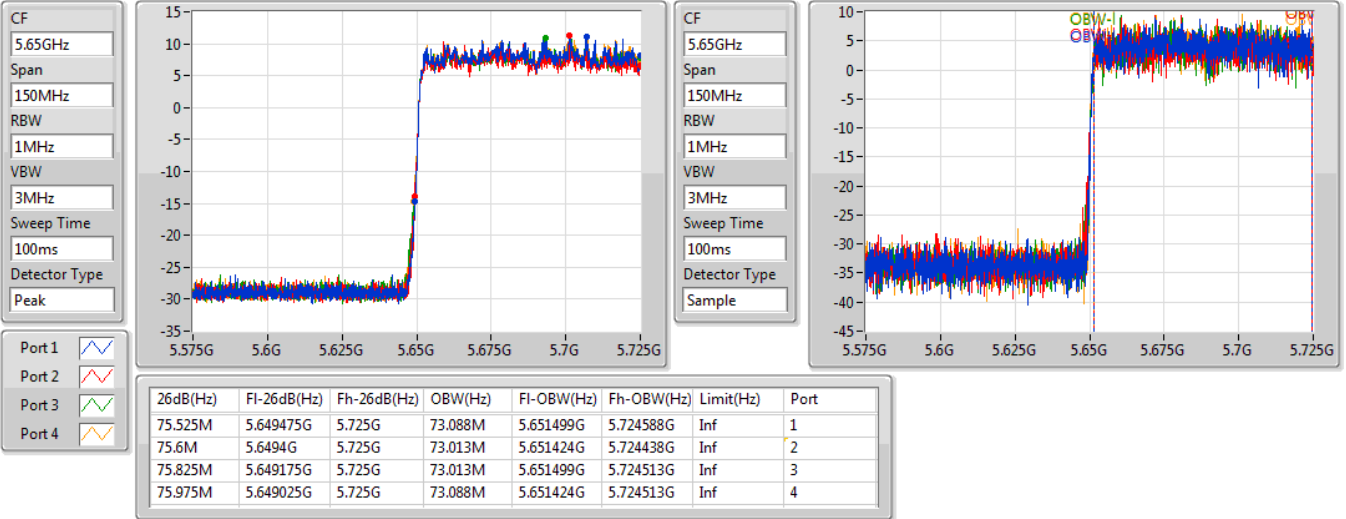 CF
5.65GHz
Span
150MHz
RBW
1MHz
VBW
3MHz
Sweep Time
100ms
Detector Type
Peak
15
10
5
0
-5
-10
-15
-20
-25
-30
-35
5.575G 5.6G 5.625G 5.65G 5.675G 5.7G 5.725G
CF
5.65GHz
Span
150MHz
RBW
1MHz
VBW
3MHz
Sweep Time
100ms
Detector Type
Sample
10
5
0
-5
-10
-15
-20
-25
-30
-35
-40
-45
5.575G 5.6G 5.625G 5.65G 5.675G 5.7G 5.725G
Port 1
Port 2
Port 3
Port 4
26dB(Hz) Fl-26dB(Hz) Fh-26dB(Hz) OBW(Hz) Fl-OBW(Hz) Fh-OBW(Hz) Limit(Hz) Port
75.525M 5.649475G 5.725G 73.088M 5.651499G 5.724588G Inf 1
75.6M 5.6494G 5.725G 73.013M 5.651424G 5.724438G Inf 2
75.825M 5.649175G 5.725G 73.013M 5.651499G 5.724513G Inf 3
75.975M 5.649025G 5.725G 73.088M 5.651424G 5.724513G Inf 4